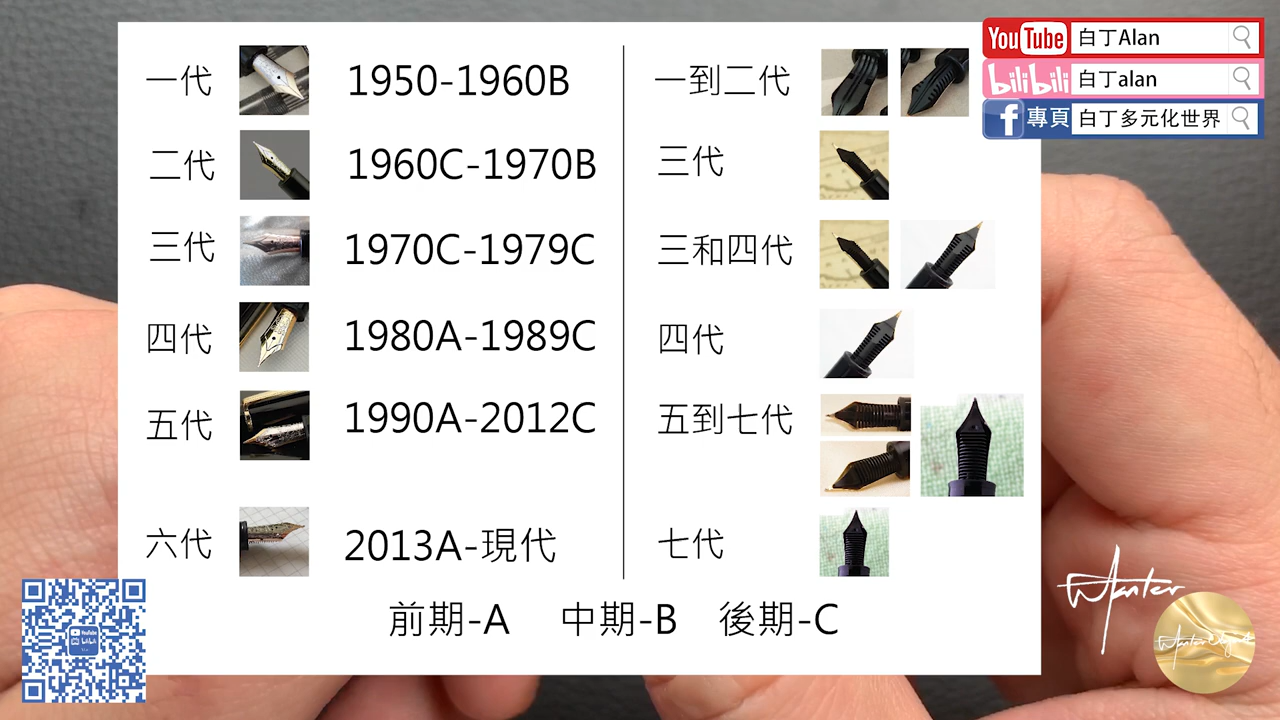 一代 1950-1960B 一到二代
二代 1960C-1970B 三代
三代 1970C-1979C 三和四代
四代 1980A-1989C 四代
五代 1990A-2012C 五到七代
六代 2013A-現代 七代
前期-A 中期-B 後期-C
YouTube 白丁Alan
bilibili 白丁alan
f 專頁 白丁多元化世界